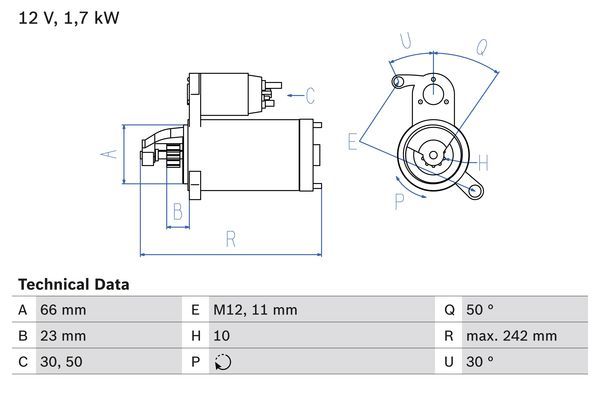 12 V, 1,7 kW
U
Q
C
A
E
H
B
P
R
Technical Data
A 66 mm E M12, 11 mm Q 50 °
B 23 mm H 10 R max. 242 mm
C 30, 50 P U 30 °